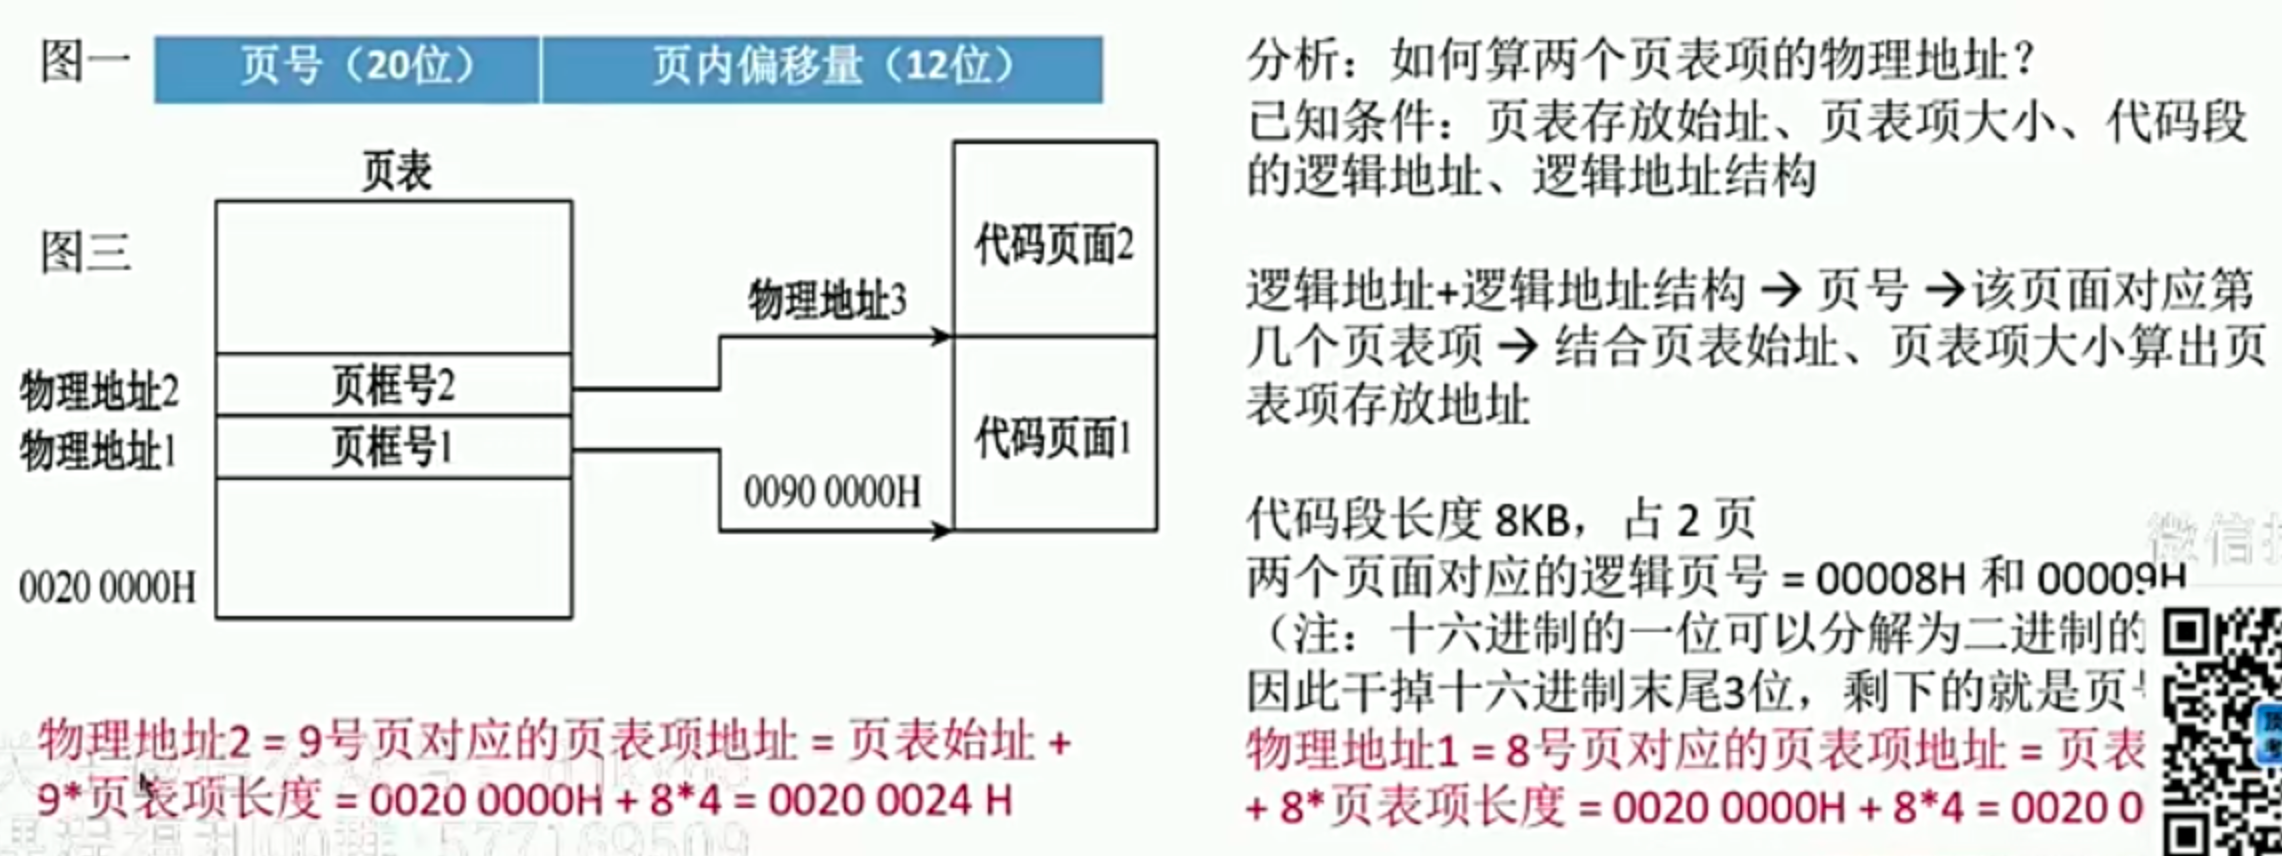 图一
页号（20位）
页内偏移量（12位）
页表
图三
物理地址2
物理地址1
0020 0000H
页框号2
页框号1
物理地址3
0090 0000H
代码页面2
代码页面1
物理地址2 = 9号页对应的页表项地址 = 页表始址 +
9*页表项长度 = 0020 0000H + 8*4 = 0020 0024 H
分析：如何算两个页表项的物理地址？
已知条件：页表存放始址、页表项大小、代码段
的逻辑地址、逻辑地址结构
逻辑地址+逻辑地址结构 → 页号 →该页面对应第
几个页表项 → 结合页表始址、页表项大小算出页
表项存放地址
代码段长度 8KB，占 2 页
两个页面对应的逻辑页号 = 00008H 和 00009H
（注：十六进制的一位可以分解为二进制的
因此干掉十六进制末尾3位，剩下的就是页
物理地址1 = 8号页对应的页表项地址 = 页表
+ 8*页表项长度 = 0020 0000H + 8*4 = 0020 0
微信